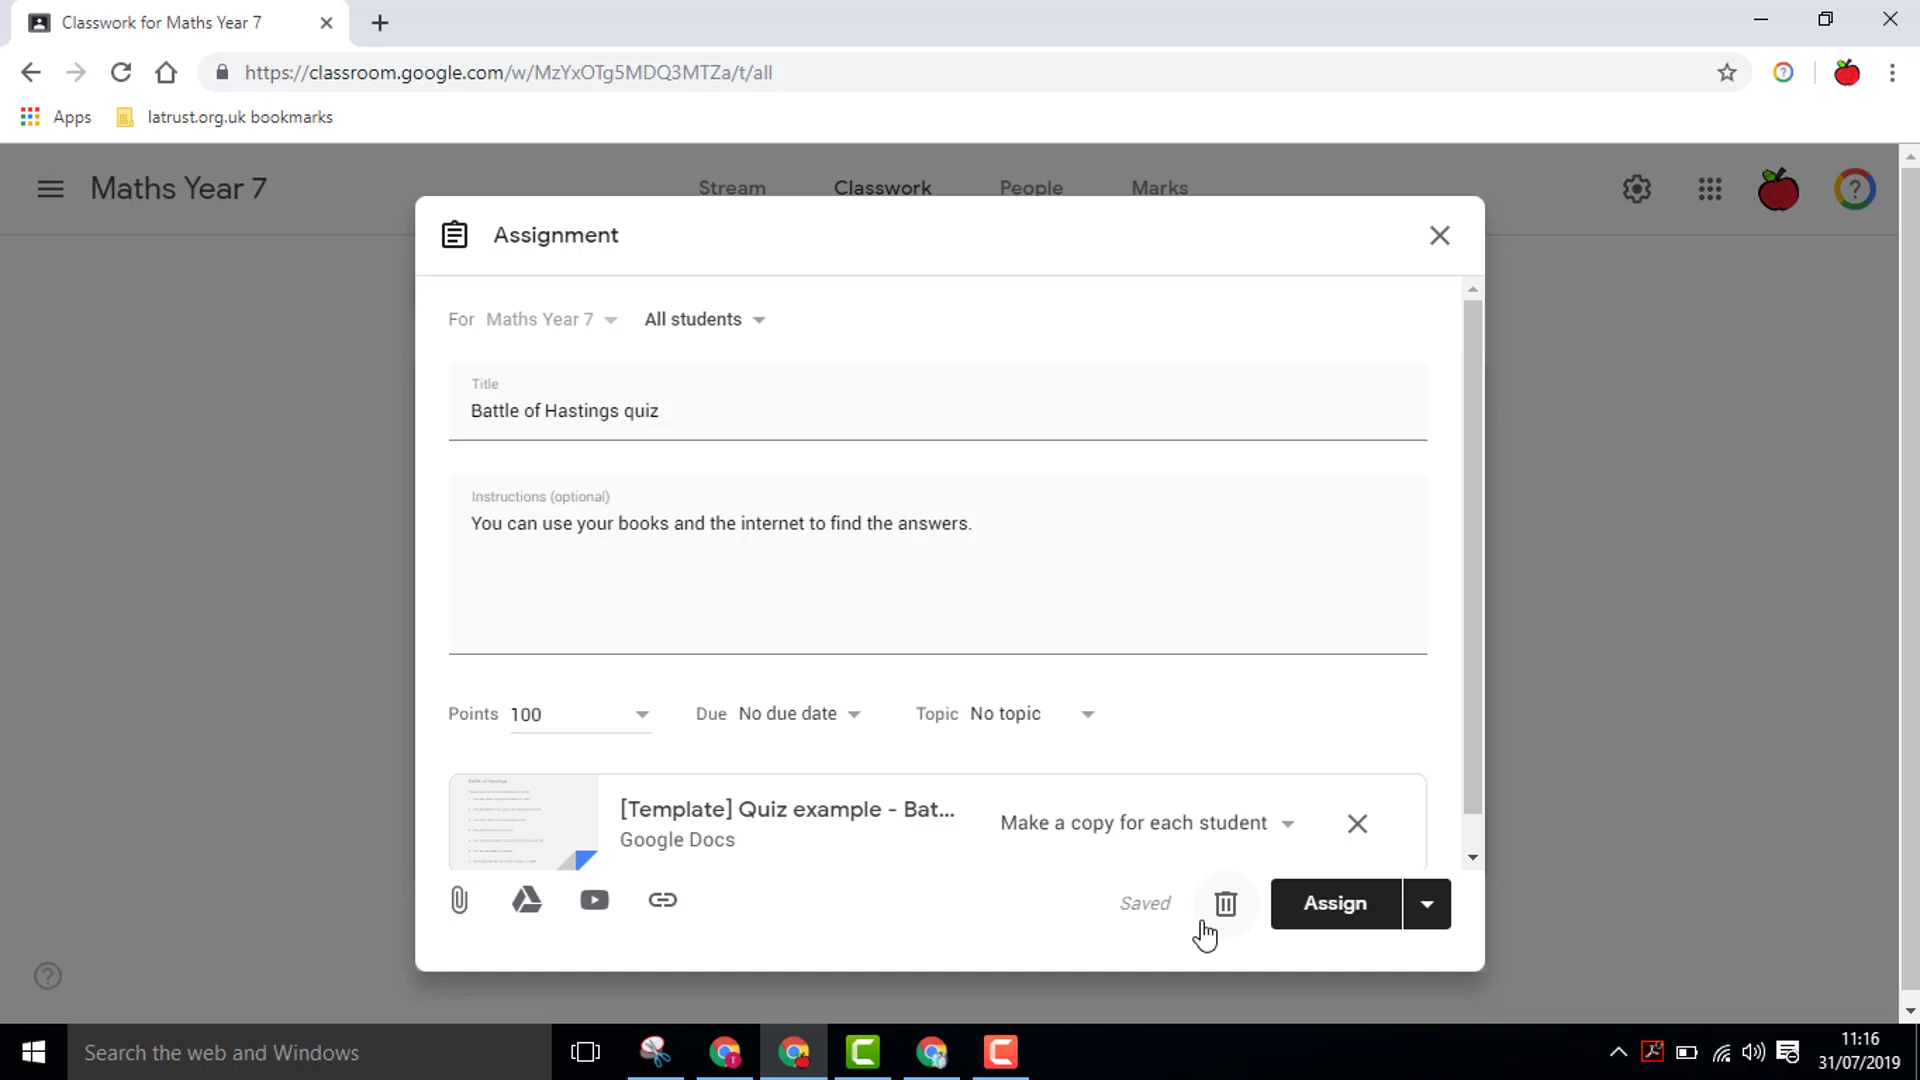 Classwork for Maths Year 7
https://classroom.google.com/w/MzYxOTg5MDQ3MTZa/t/all
Apps
latrust.org.uk bookmarks
Maths Year 7
Stream
Classwork
People
Marks
Assignment
For Maths Year 7
All students
Title
Battle of Hastings quiz
Instructions (optional)
You can use your books and the internet to find the answers.
Points 100
Due No due date
Topic No topic
Battle of Hastings
[Template] Quiz example - Bat...
Google Docs
Make a copy for each student
Saved
Assign
Search the web and Windows
11:16
31/07/2019